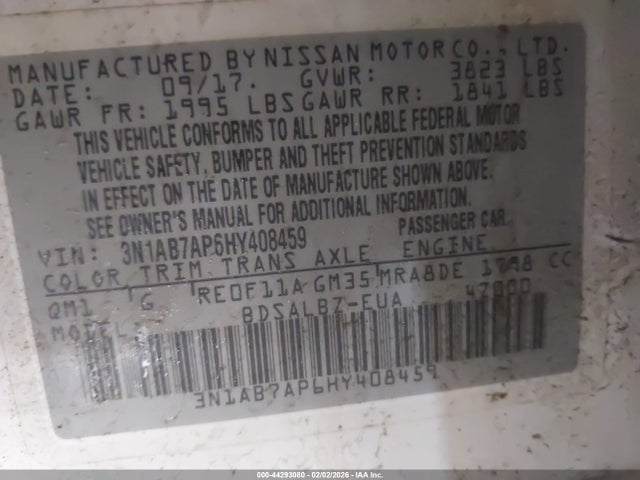 MANUFACTURED BY NISSAN MOTOR CO., LTD.
DATE: 09/17. GVWR: 3823 LBS
GAWR FR: 1995 LBS GAWR RR: 1841 LBS
THIS VEHICLE CONFORMS TO ALL APPLICABLE FEDERAL MOTOR
VEHICLE SAFETY, BUMPER AND THEFT PREVENTION STANDARDS
IN EFFECT ON THE DATE OF MANUFACTURE SHOWN ABOVE.
SEE OWNER'S MANUAL FOR ADDITIONAL INFORMATION.
VIN: 3N1AB7AP6HY408459 PASSENGER CAR
COLOR TRIM TRANS AXLE ENGINE
QM1 G RE0F11A GM35 MRA8DE 1798 CC
MODEL BDSALBZ-EUA 47000
3N1AB7AP6HY408459
000-44293080 - 02/02/2026 - IAA, Inc.